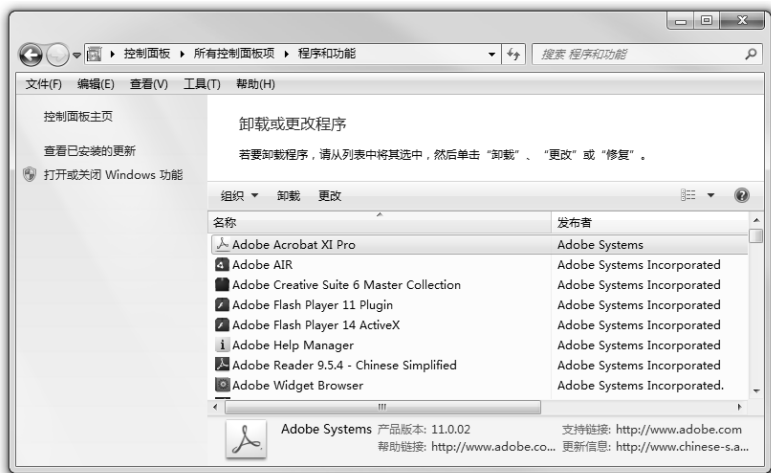 控制面板 ▸ 所有控制面板项 ▸ 程序和功能 搜索 程序和功能
文件(F) 编辑(E) 查看(V) 工具(T) 帮助(H)
控制面板主页
查看已安装的更新
打开或关闭 Windows 功能
卸载或更改程序
若要卸载程序，请从列表中将其选中，然后单击“卸载”、“更改”或“修复”。
组织 卸载 更改
名称 发布者
Adobe Acrobat XI Pro Adobe Systems
Adobe AIR Adobe Systems Incorporated
Adobe Creative Suite 6 Master Collection Adobe Systems Incorporated
Adobe Flash Player 11 Plugin Adobe Systems Incorporated
Adobe Flash Player 14 ActiveX Adobe Systems Incorporated
Adobe Help Manager Adobe Systems Incorporated
Adobe Reader 9.5.4 - Chinese Simplified Adobe Systems Incorporated
Adobe Widget Browser Adobe Systems Incorporated.
Adobe Systems 产品版本: 11.0.02 支持链接: http://www.adobe.com
帮助链接: http://www.adobe.co... 更新信息: http://www.chinese-s.a...